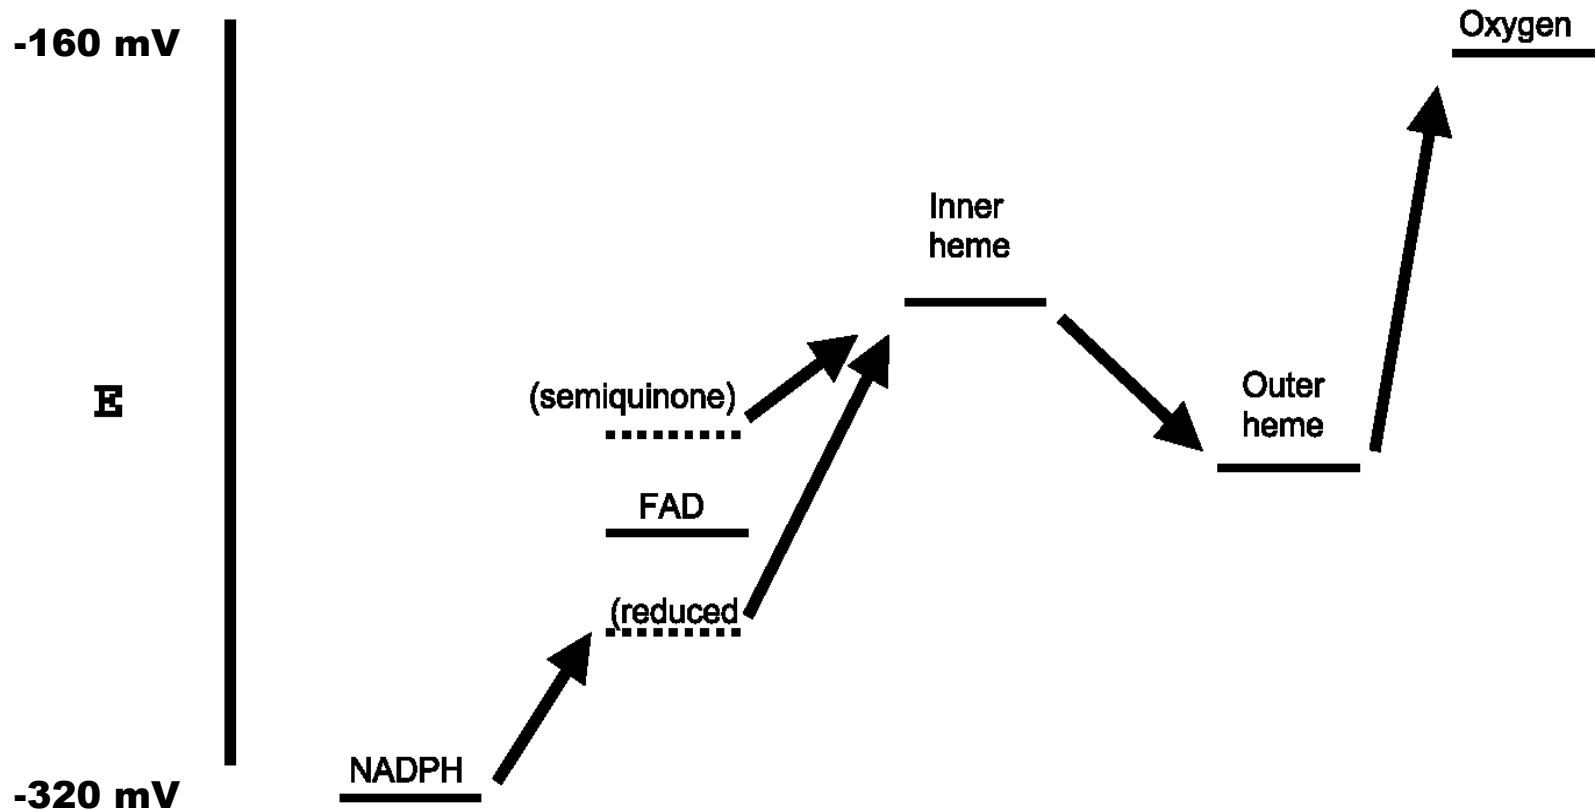 -160 mV
Oxygen
Inner
heme
(semiquinone)
E
Outer
heme
FAD
(reduced
NADPH
-320 mV